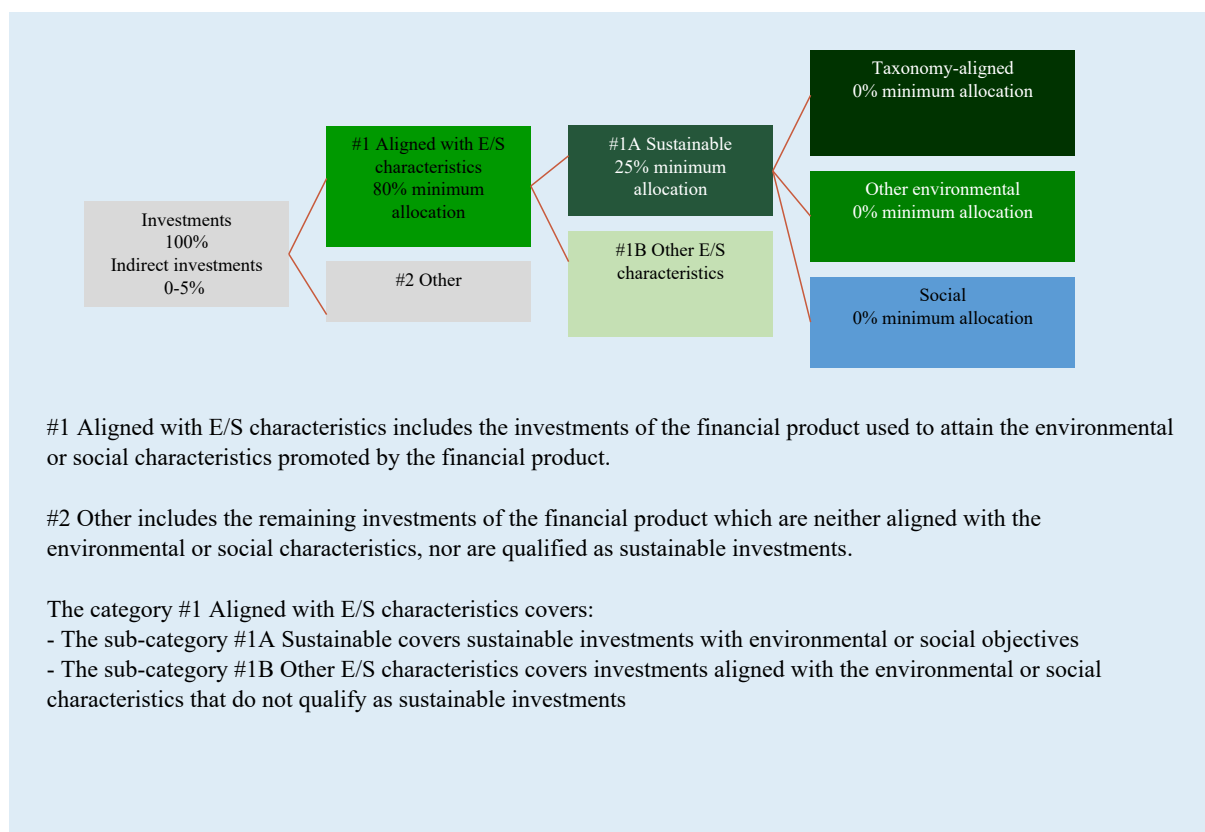 Investments
100%
Indirect investments
0-5%
#1 Aligned with E/S
characteristics
80% minimum
allocation
#2 Other
#1A Sustainable
25% minimum
allocation
#1B Other E/S
characteristics
Taxonomy-aligned
0% minimum allocation
Other environmental
0% minimum allocation
Social
0% minimum allocation
#1 Aligned with E/S characteristics includes the investments of the financial product used to attain the environmental
or social characteristics promoted by the financial product.
#2 Other includes the remaining investments of the financial product which are neither aligned with the
environmental or social characteristics, nor are qualified as sustainable investments.
The category #1 Aligned with E/S characteristics covers:
- The sub-category #1A Sustainable covers sustainable investments with environmental or social objectives
- The sub-category #1B Other E/S characteristics covers investments aligned with the environmental or social
characteristics that do not qualify as sustainable investments